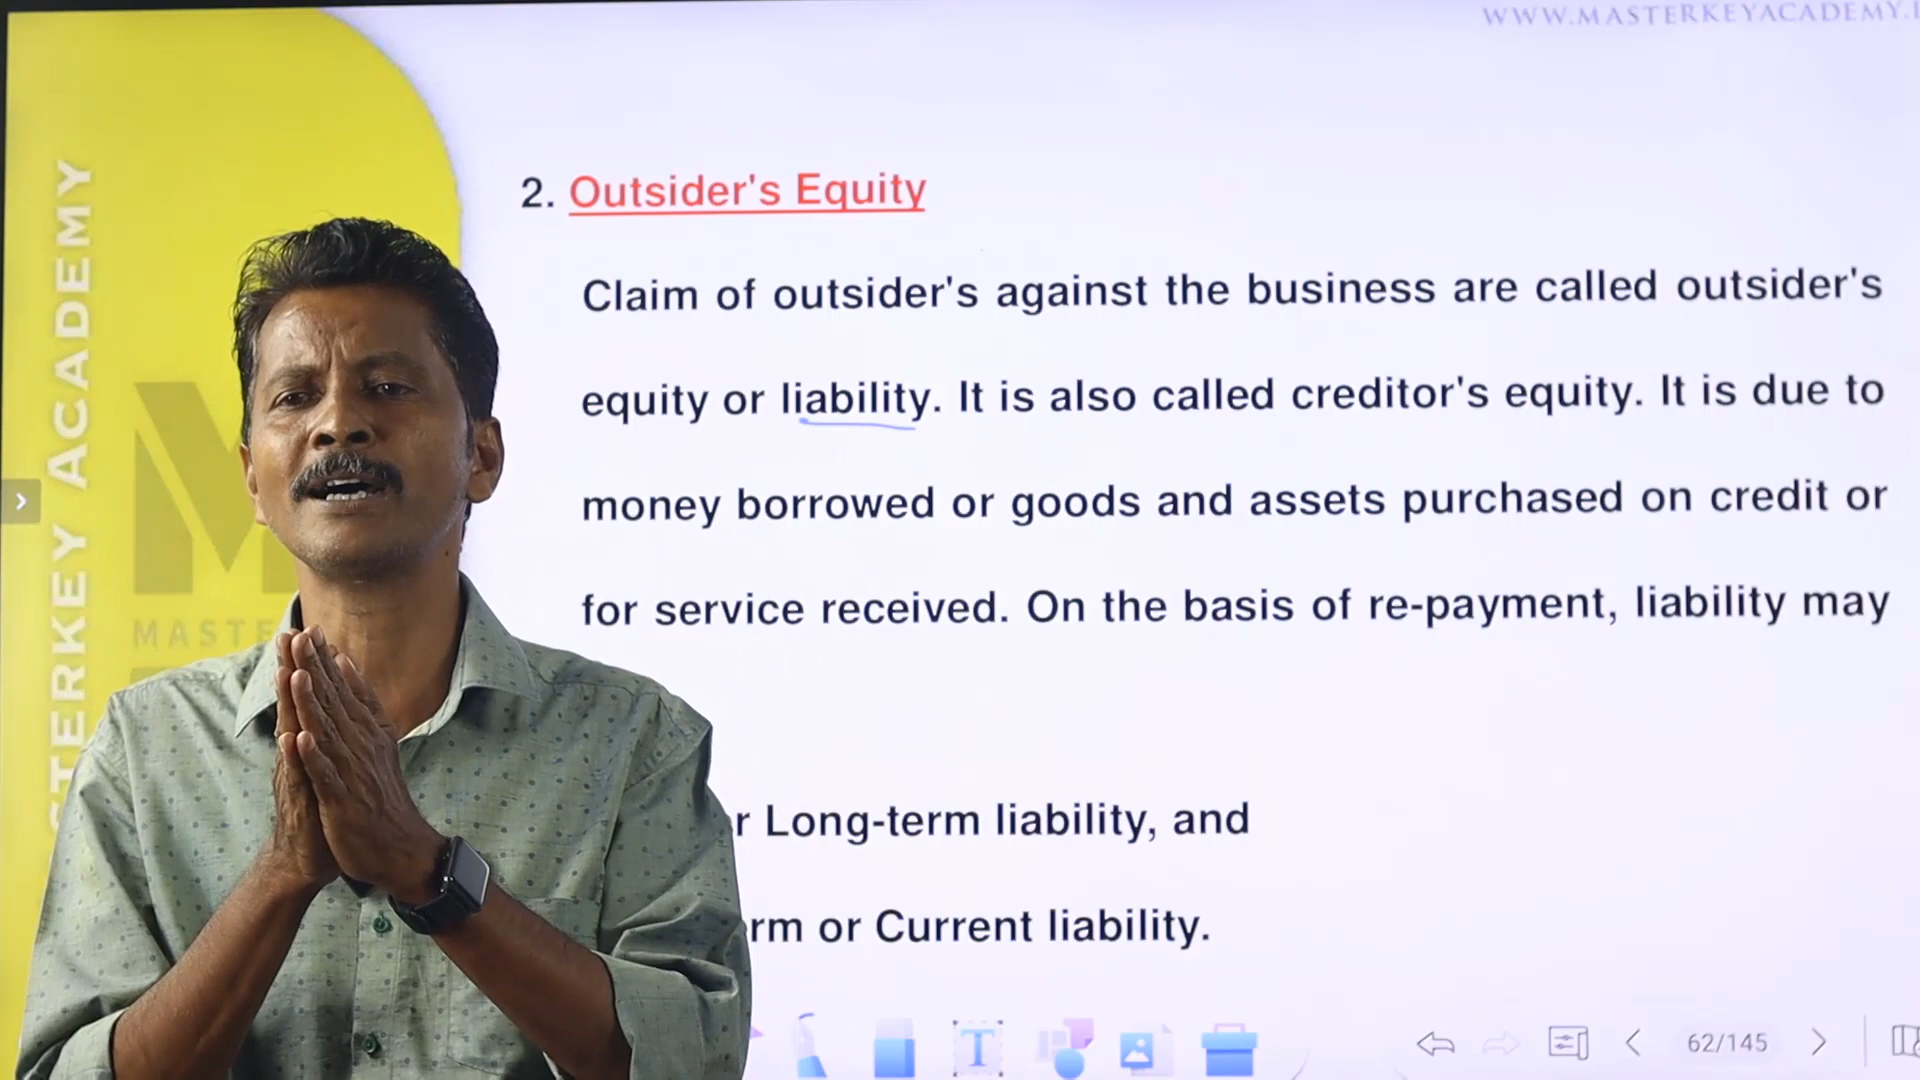 WWW.MASTERKEYACADEMY.
2. Outsider's Equity
Claim of outsider's against the business are called outsider's
equity or liability. It is also called creditor's equity. It is due to
money borrowed or goods and assets purchased on credit or
for service received. On the basis of re-payment, liability may
r Long-term liability, and
rm or Current liability.
STERKEY ACADEMY
M
MASTE
T
62/145